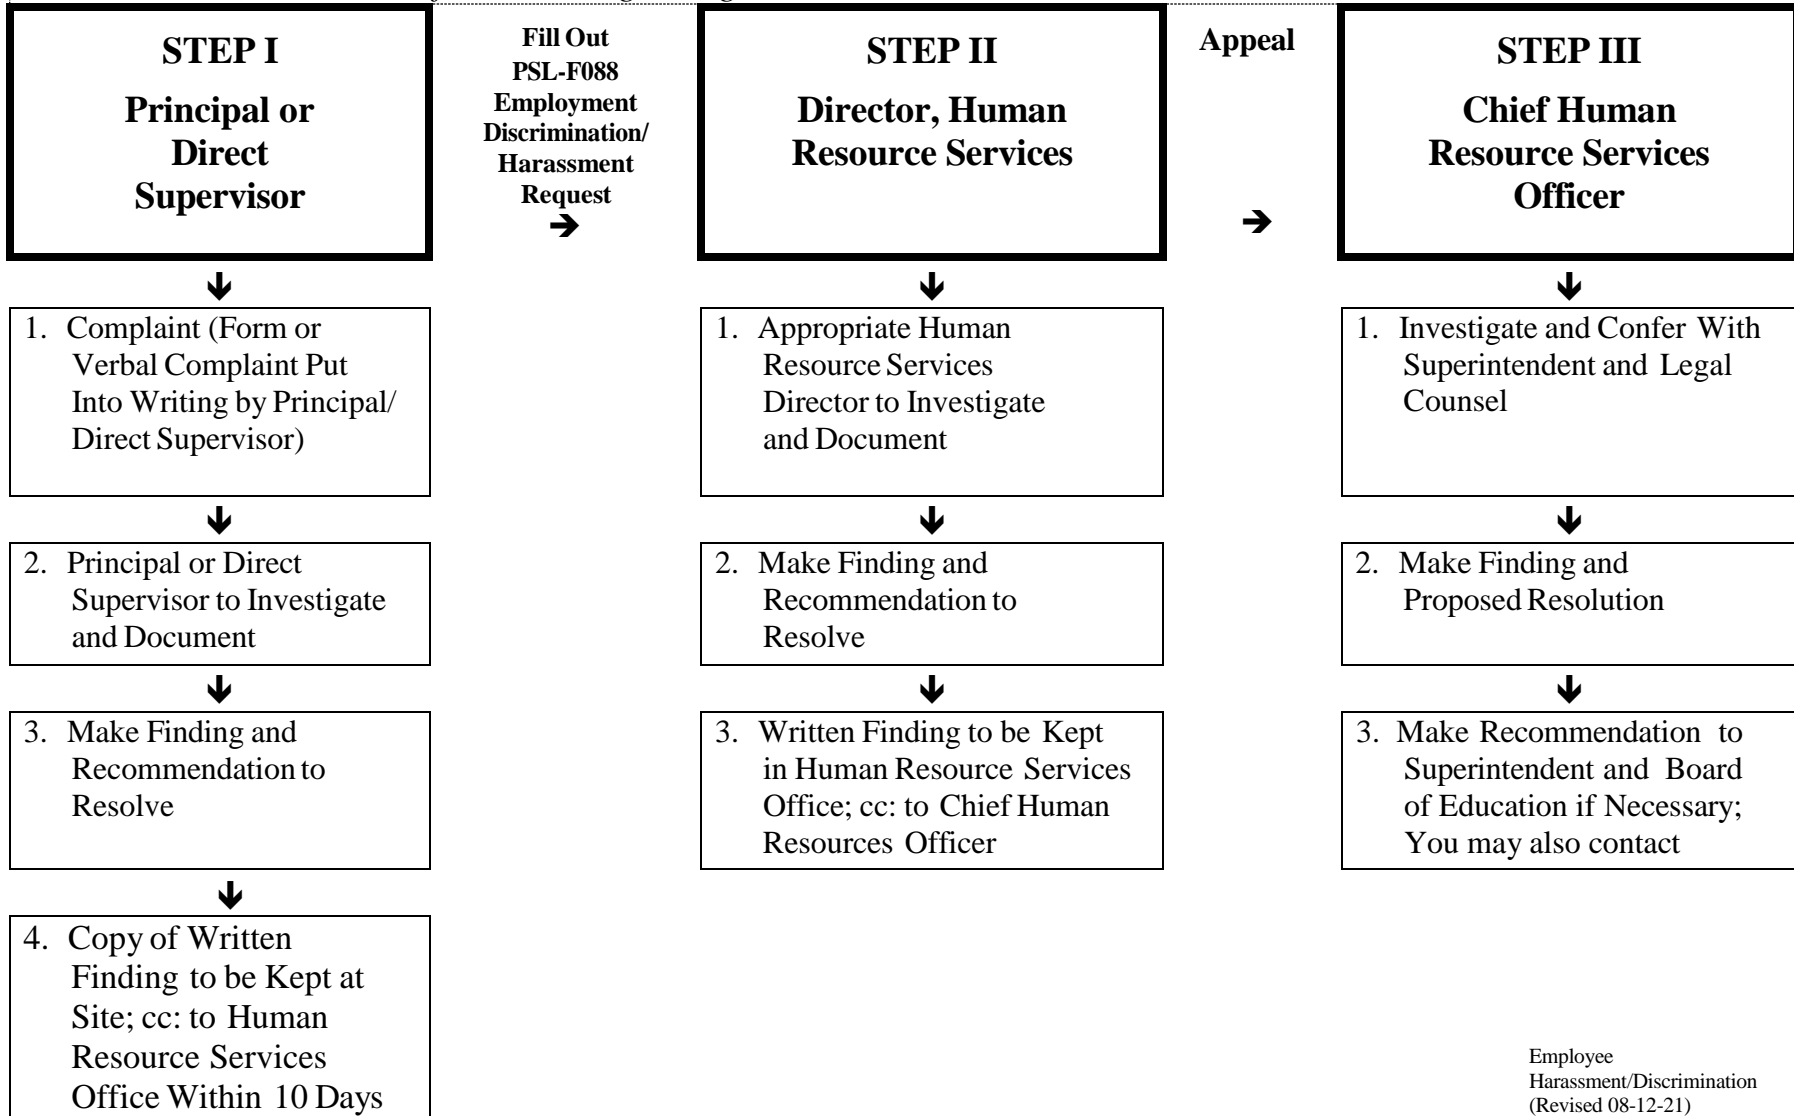 STEP I
Principal or
Direct
Supervisor
Fill Out
PSL-F088
Employment
Discrimination/
Harassment
Request
➔
STEP II
Director, Human
Resource Services
Appeal
➔
STEP III
Chief Human
Resource Services
Officer
1. Complaint (Form or
Verbal Complaint Put
Into Writing by Principal/
Direct Supervisor)
2. Principal or Direct
Supervisor to Investigate
and Document
3. Make Finding and
Recommendation to
Resolve
4. Copy of Written
Finding to be Kept at
Site; cc: to Human
Resource Services
Office Within 10 Days
1. Appropriate Human
Resource Services
Director to Investigate
and Document
2. Make Finding and
Recommendation to
Resolve
3. Written Finding to be Kept
in Human Resource Services
Office; cc: to Chief Human
Resources Officer
1. Investigate and Confer With
Superintendent and Legal
Counsel
2. Make Finding and
Proposed Resolution
3. Make Recommendation to
Superintendent and Board
of Education if Necessary;
You may also contact
Employee
Harassment/Discrimination
(Revised 08-12-21)